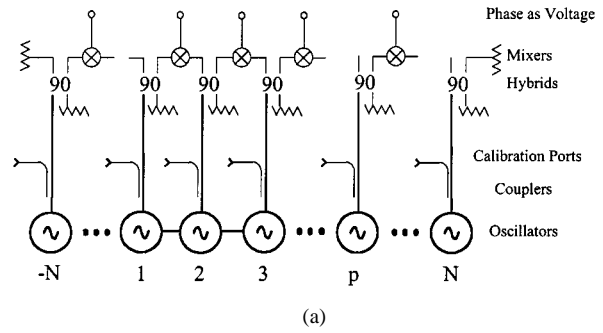 Phase as Voltage
Mixers
90 90 90 90 90 90 Hybrids
Calibration Ports
Couplers
Oscillators
-N 1 2 3 p N
(a)